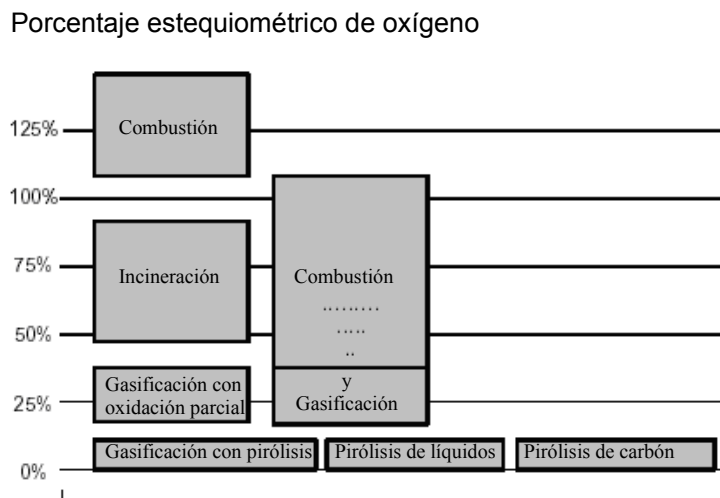 Porcentaje estequiométrico de oxígeno
125%
Combustión
100%
75%
Incineración
Combustión
.........
.....
..
50%
y
Gasificación
Gasificación con
oxidación parcial
25%
Gasificación con pirólisis
Pirólisis de líquidos
Pirólisis de carbón
0%